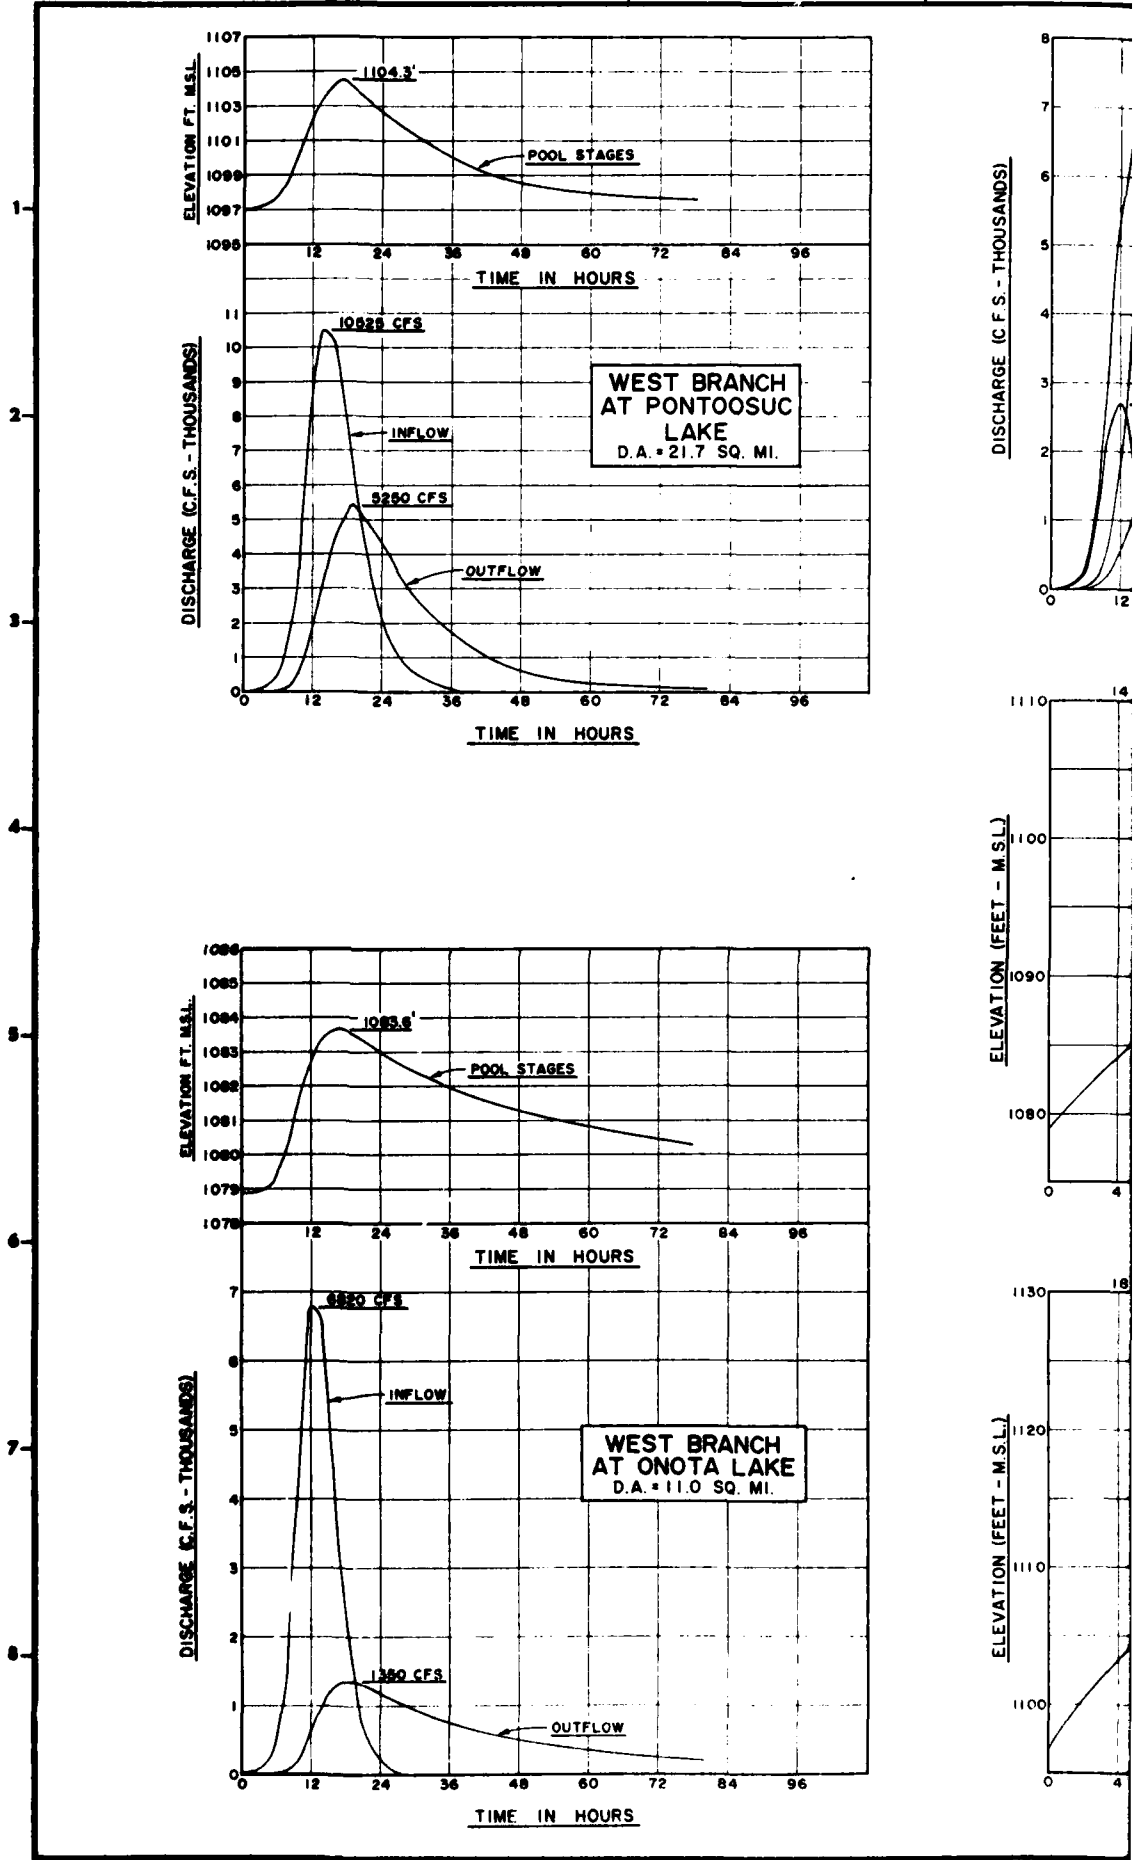 1107
1105
1103
1101
1099
1097
1095
ELEVATION FT. M.S.L.
1104.3'
POOL STAGES
12 24 36 48 60 72 84 96
TIME IN HOURS
11
10
9
8
7
6
5
4
3
2
1
0
DISCHARGE (C.F.S. - THOUSANDS)
10525 CFS
INFLOW
5250 CFS
OUTFLOW
WEST BRANCH
AT PONTOOSUC
LAKE
D.A. = 21.7 SQ. MI.
0 12 24 36 48 60 72 84 96
TIME IN HOURS
1086
1085
1084
1083
1082
1081
1080
1079
1078
ELEVATION FT. M.S.L.
1083.6'
POOL STAGES
12 24 36 48 60 72 84 96
TIME IN HOURS
7
6
5
4
3
2
1
0
DISCHARGE (C.F.S. - THOUSANDS)
6820 CFS
INFLOW
1350 CFS
OUTFLOW
WEST BRANCH
AT ONOTA LAKE
D.A. = 11.0 SQ. MI.
0 12 24 36 48 60 72 84 96
TIME IN HOURS
8
7
6
5
4
3
2
1
0
DISCHARGE (C.F.S. - THOUSANDS)
0 12
14
1110
1100
1090
1080
ELEVATION (FEET - M.S.L.)
0 4
1130
1120
1110
1100
ELEVATION (FEET - M.S.L.)
0 4
1
2
3
4
5
6
7
8